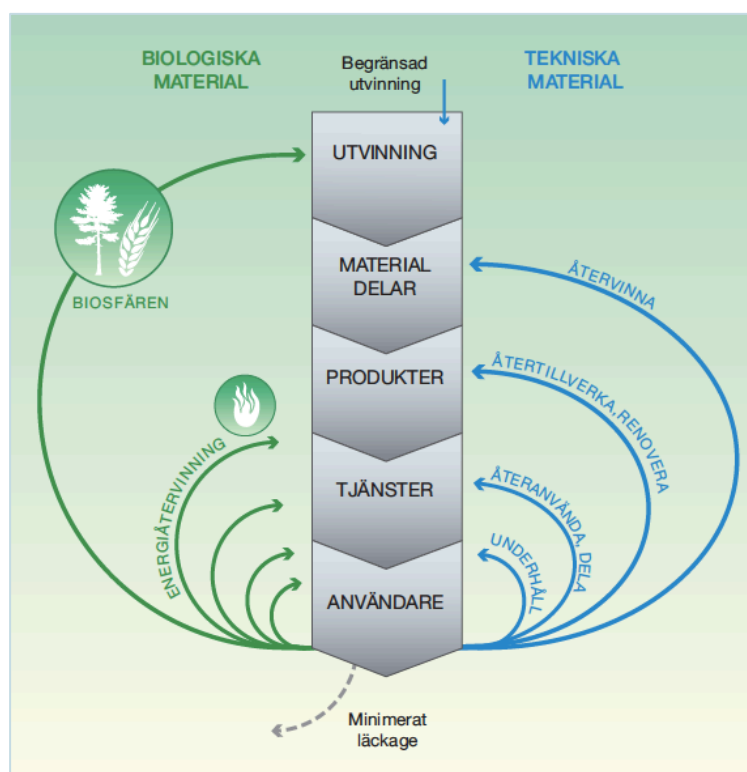 BIOLOGISKA
MATERIAL
Begränsad
utvinning
TEKNISKA
MATERIAL
UTVINNING
BIOSFÄREN
MATERIAL
DELAR
ÅTERVINNA
PRODUKTER
ÅTERTILLVERKA, RENOVERA
ENERGIÅTERVINNING
TJÄNSTER
ÅTERANVÄNDA, DELA
UNDERHÅLL
ANVÄNDARE
Minimerat
läckage